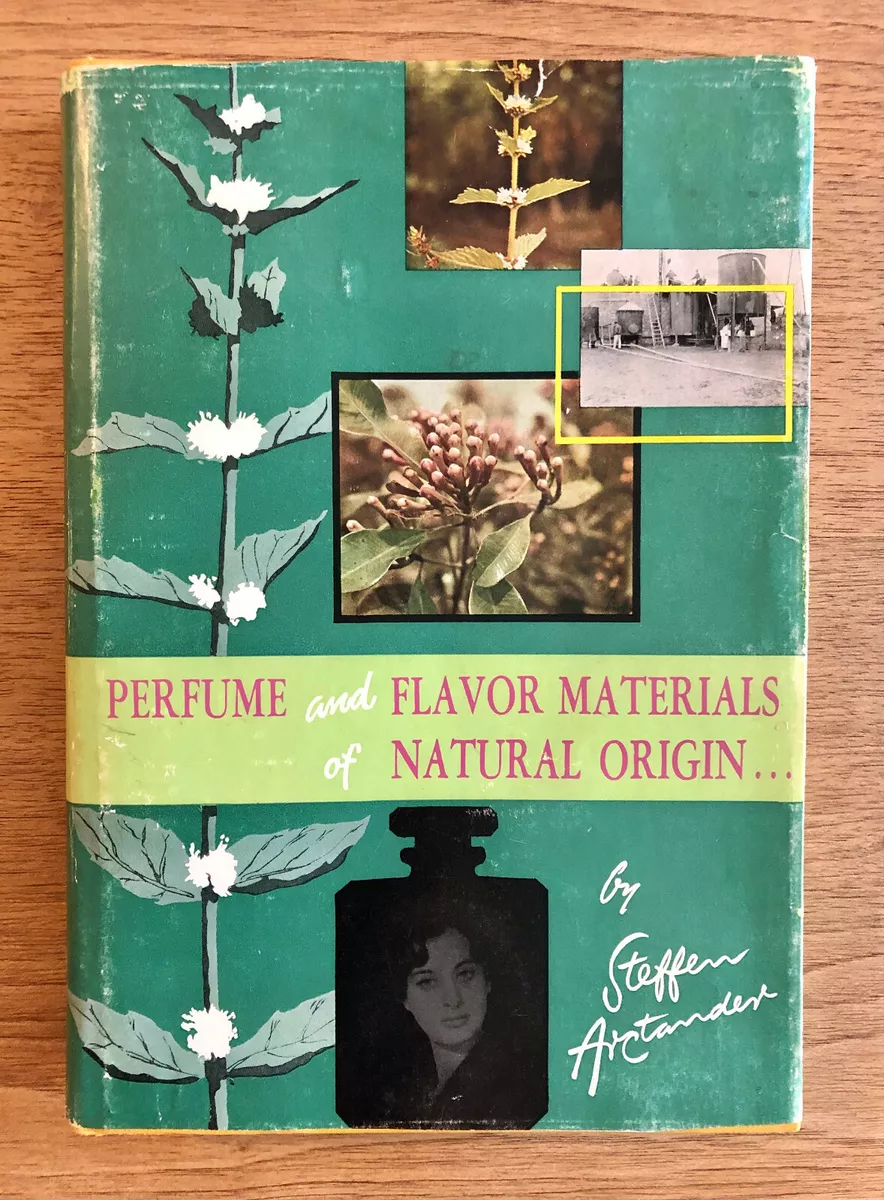 PERFUME and FLAVOR MATERIALS
of NATURAL ORIGIN...
by
Steffen
Arctander